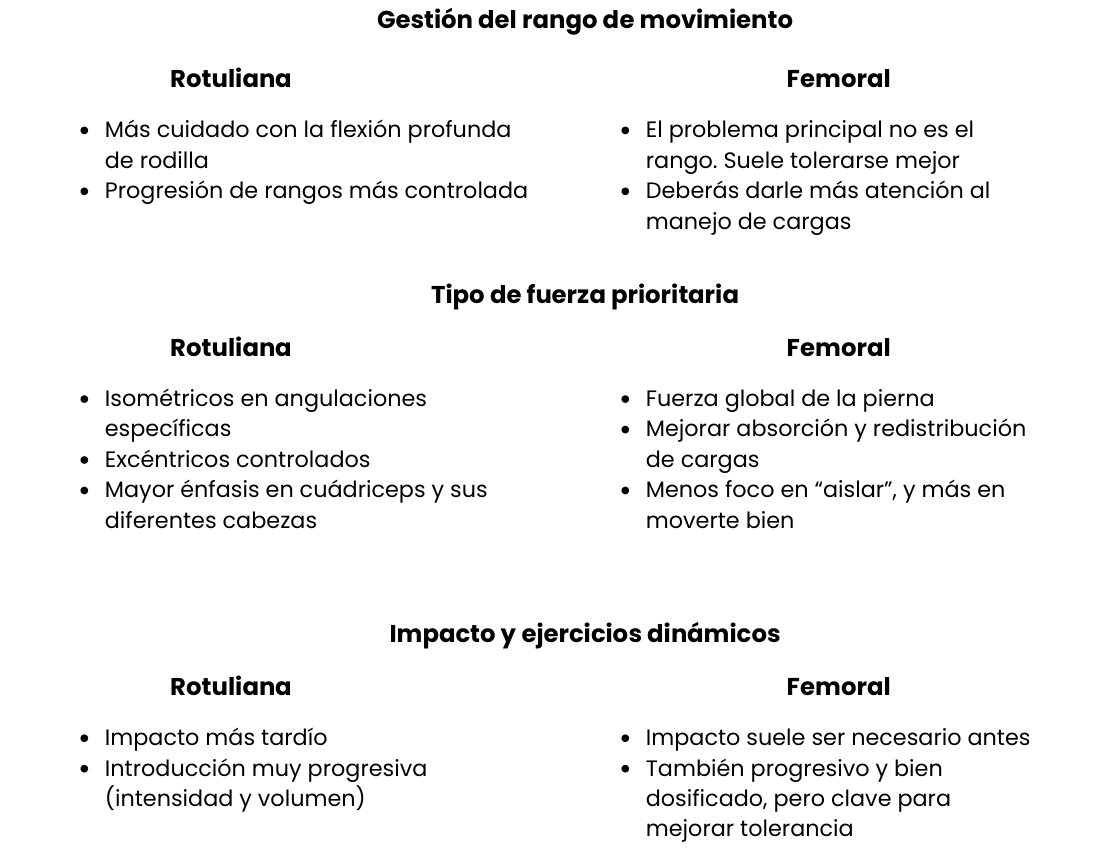 Gestión del rango de movimiento
Rotuliana
• Más cuidado con la flexión profunda
de rodilla
• Progresión de rangos más controlada
Femoral
• El problema principal no es el
rango. Suele tolerarse mejor
• Deberás darle más atención al
manejo de cargas
Tipo de fuerza prioritaria
Rotuliana
• Isométricos en angulaciones
específicas
• Excéntricos controlados
• Mayor énfasis en cuádriceps y sus
diferentes cabezas
Femoral
• Fuerza global de la pierna
• Mejorar absorción y redistribución
de cargas
• Menos foco en “aislar”, y más en
moverte bien
Impacto y ejercicios dinámicos
Rotuliana
• Impacto más tardío
• Introducción muy progresiva
(intensidad y volumen)
Femoral
• Impacto suele ser necesario antes
• También progresivo y bien
dosificado, pero clave para
mejorar tolerancia